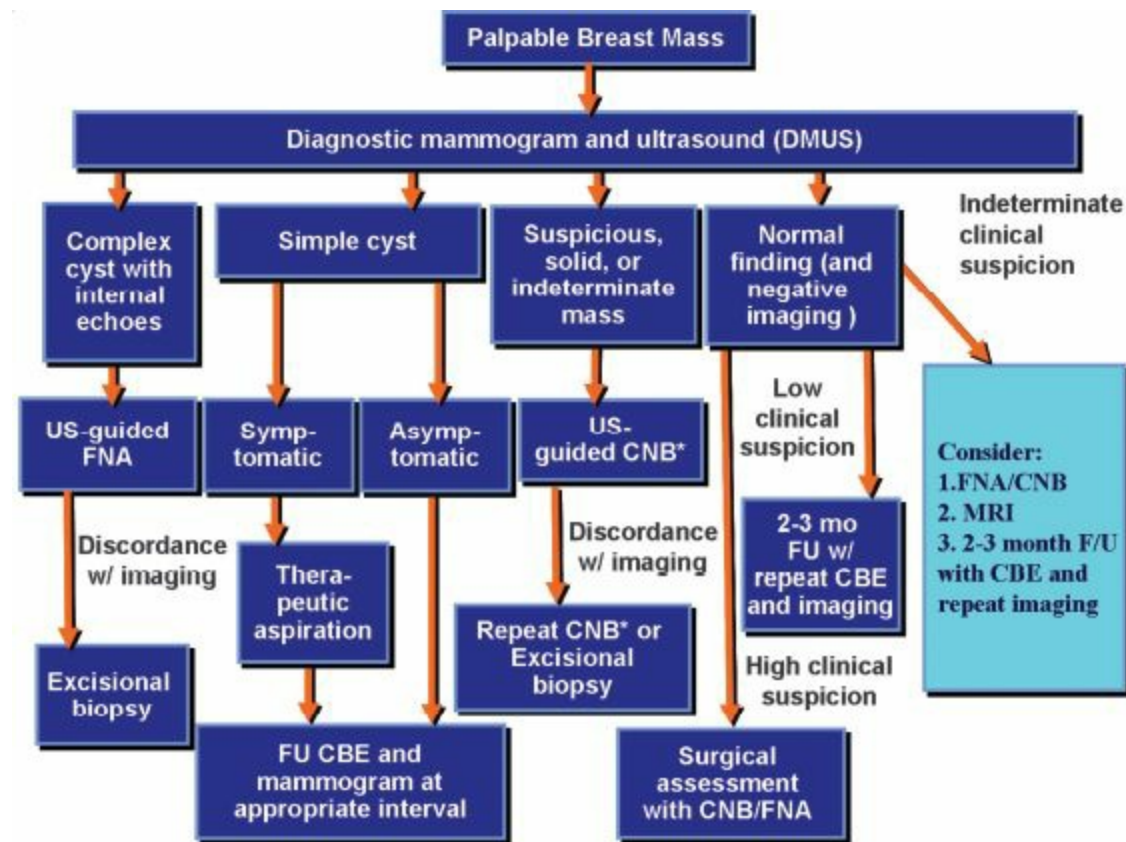 Palpable Breast Mass
Diagnostic mammogram and ultrasound (DMUS)
Complex
cyst with
internal
echoes
Simple cyst
Suspicious,
solid, or
indeterminate
mass
Normal
finding (and
negative
imaging )
Indeterminate
clinical
suspicion
US-guided
FNA
Symp-
tomatic
Asymp-
tomatic
US-
guided CNB*
Low
clinical
suspicion
Consider:
1.FNA/CNB
2. MRI
3. 2-3 month F/U
with CBE and
repeat imaging
Discordance
w/ imaging
Thera-
peutic
aspiration
Discordance
w/ imaging
2-3 mo
FU w/
repeat CBE
and imaging
Excisional
biopsy
Repeat CNB* or
Excisional
biopsy
High clinical
suspicion
FU CBE and
mammogram at
appropriate interval
Surgical
assessment
with CNB/FNA